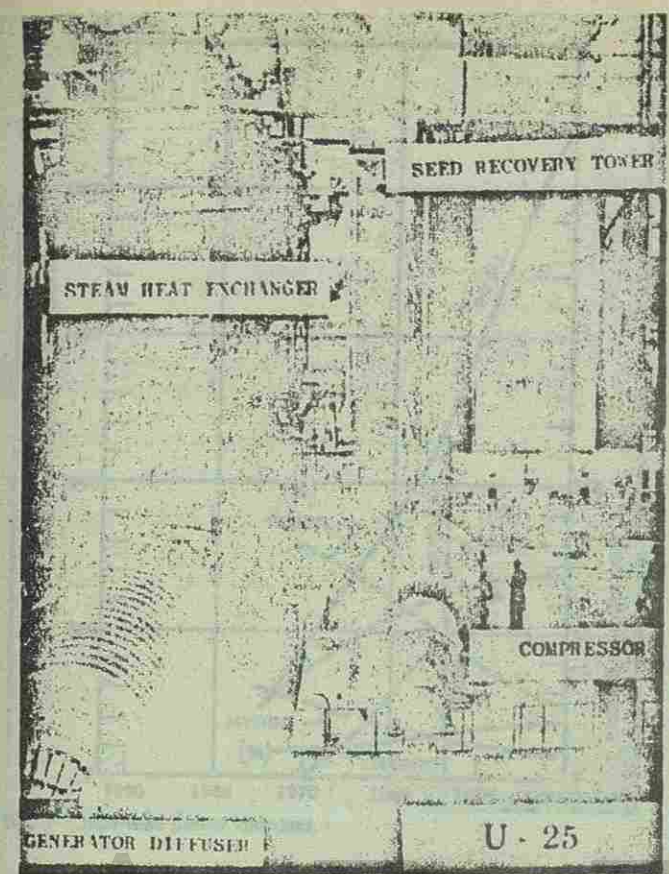 SEED RECOVERY TOWER
STEAM HEAT EXCHANGER
COMPRESSOR
GENERATOR DIFFUSER
U - 25